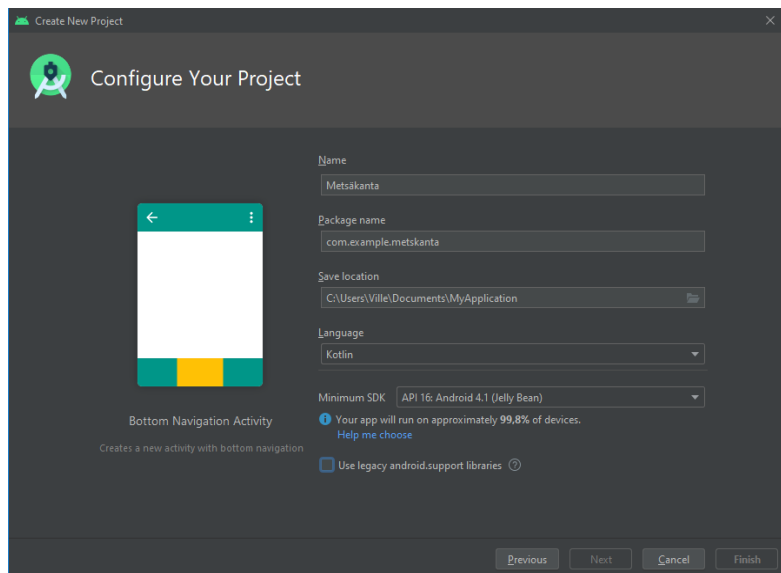 Create New Project
Configure Your Project
Name
Metsäkanta
Package name
com.example.metskanta
Save location
C:\Users\Ville\Documents\MyApplication
Language
Kotlin
Minimum SDK API 16: Android 4.1 (Jelly Bean)
Your app will run on approximately 99,8% of devices.
Help me choose
Use legacy android.support libraries ?
Bottom Navigation Activity
Creates a new activity with bottom navigation
Previous Next Cancel Finish